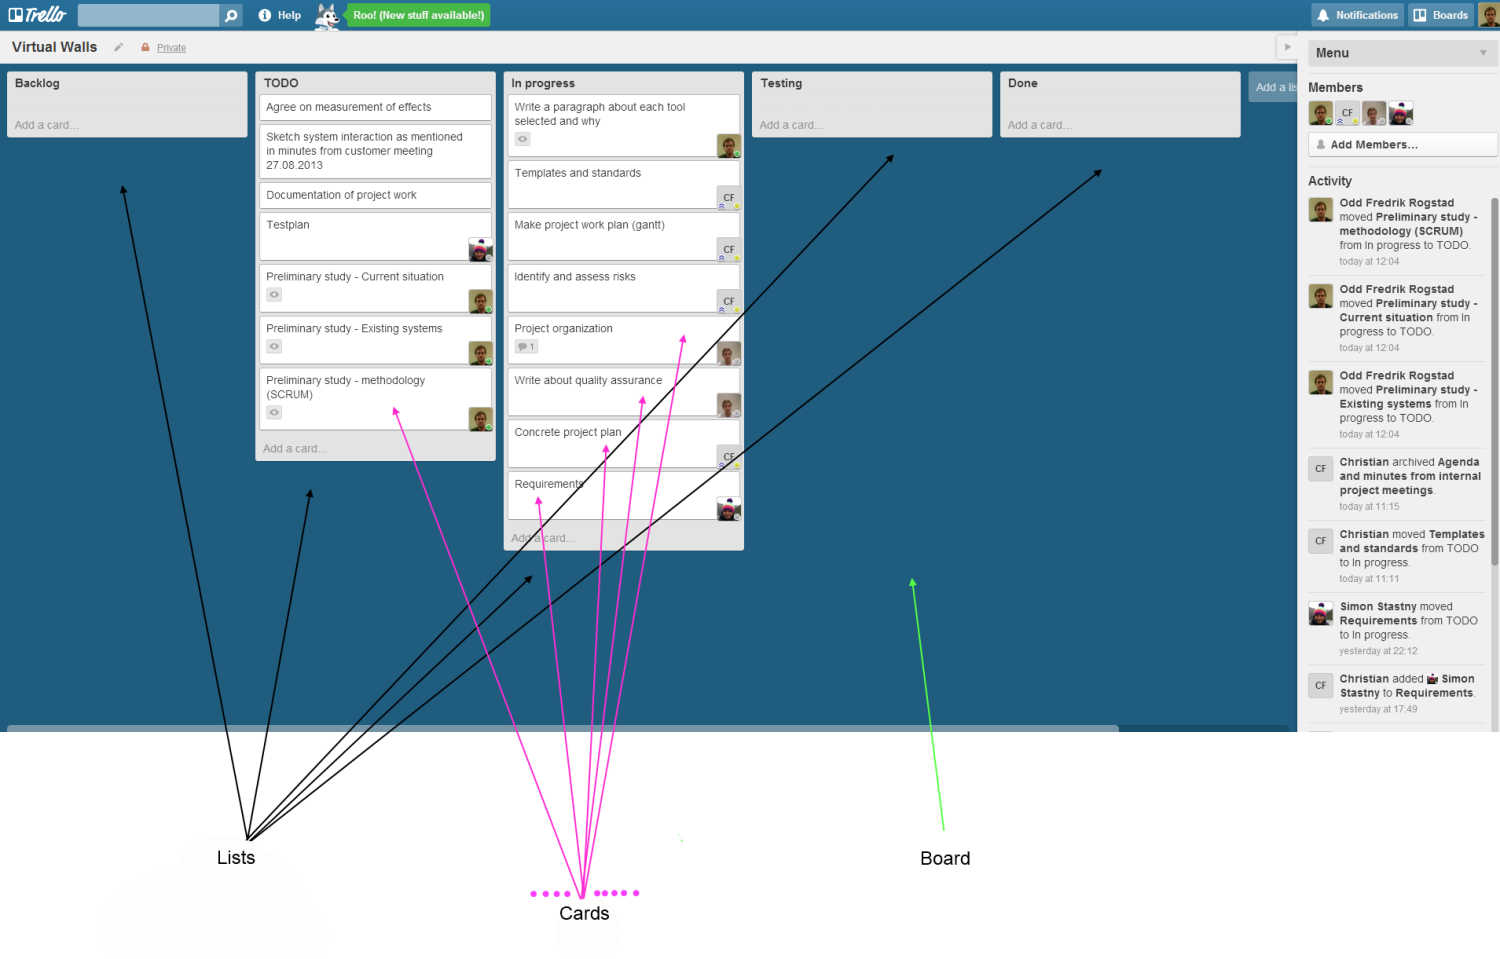 Trello
Help
Roo! (New stuff available!)
Notifications
Boards
Virtual Walls
Private
Backlog
Add a card…
TODO
Agree on measurement of effects
Sketch system interaction as mentioned
in minutes from customer meeting
27.08.2013
Documentation of project work
Testplan
Preliminary study - Current situation
Preliminary study - Existing systems
Preliminary study - methodology
(SCRUM)
Add a card…
In progress
Write a paragraph about each tool
selected and why
Templates and standards
CF
Make project work plan (gantt)
CF
Identify and assess risks
CF
Project organization
1
Write about quality assurance
Concrete project plan
CF
Requirements
Add a card…
Testing
Add a card…
Done
Add a card…
Add a lis
Menu
Members
CF
Add Members…
Activity
Odd Fredrik Rogstad
moved Preliminary study -
methodology (SCRUM)
from In progress to TODO.
today at 12:04
Odd Fredrik Rogstad
moved Preliminary study -
Current situation from In
progress to TODO.
today at 12:04
Odd Fredrik Rogstad
moved Preliminary study -
Existing systems from In
progress to TODO.
today at 12:04
CF
Christian archived Agenda
and minutes from internal
project meetings.
today at 11:15
CF
Christian moved Templates
and standards from TODO
to In progress.
today at 11:11
Simon Stastny moved
Requirements from TODO
to In progress.
yesterday at 22:12
CF
Christian added Simon
Stastny to Requirements.
yesterday at 17:49
Lists
Cards
Board